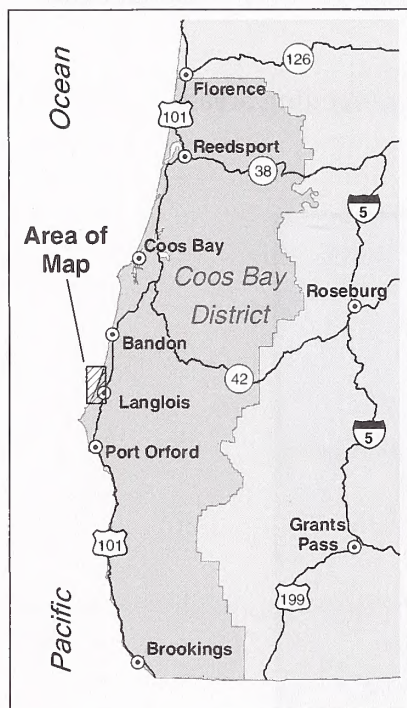 Ocean
126
Florence
101
Reedsport
38
5
Area of
Map
Coos Bay
Coos Bay
District
Roseburg
Bandon
42
Langlois
5
Port Orford
101
Grants
Pass
199
Pacific
Brookings